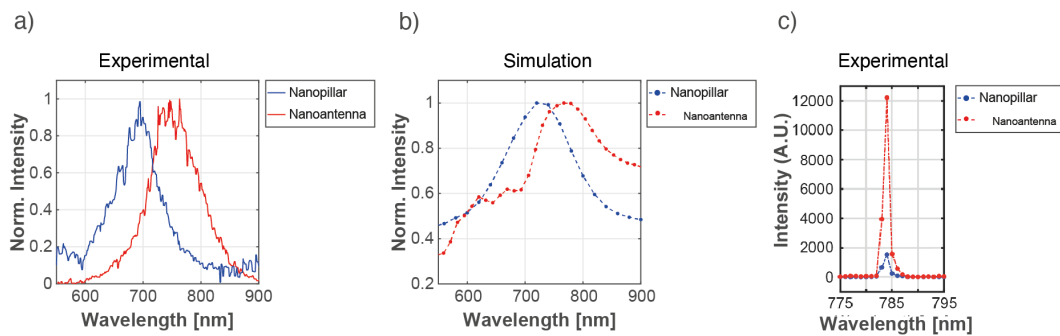 a)
Experimental
Norm. Intensity
1
0.8
0.6
0.4
0.2
0
600
700
800
900
Wavelength [nm]
Nanopillar
Nanoantenna
b)
Simulation
Norm. Intensity
1
0.8
0.6
0.4
0.2
600
700
800
900
Wavelength [nm]
Nanopillar
Nanoantenna
c)
Experimental
Intensity (A.U.)
12000
10000
8000
6000
4000
2000
0
775
785
795
Wavelength [nm]
Nanopillar
Nanoantenna